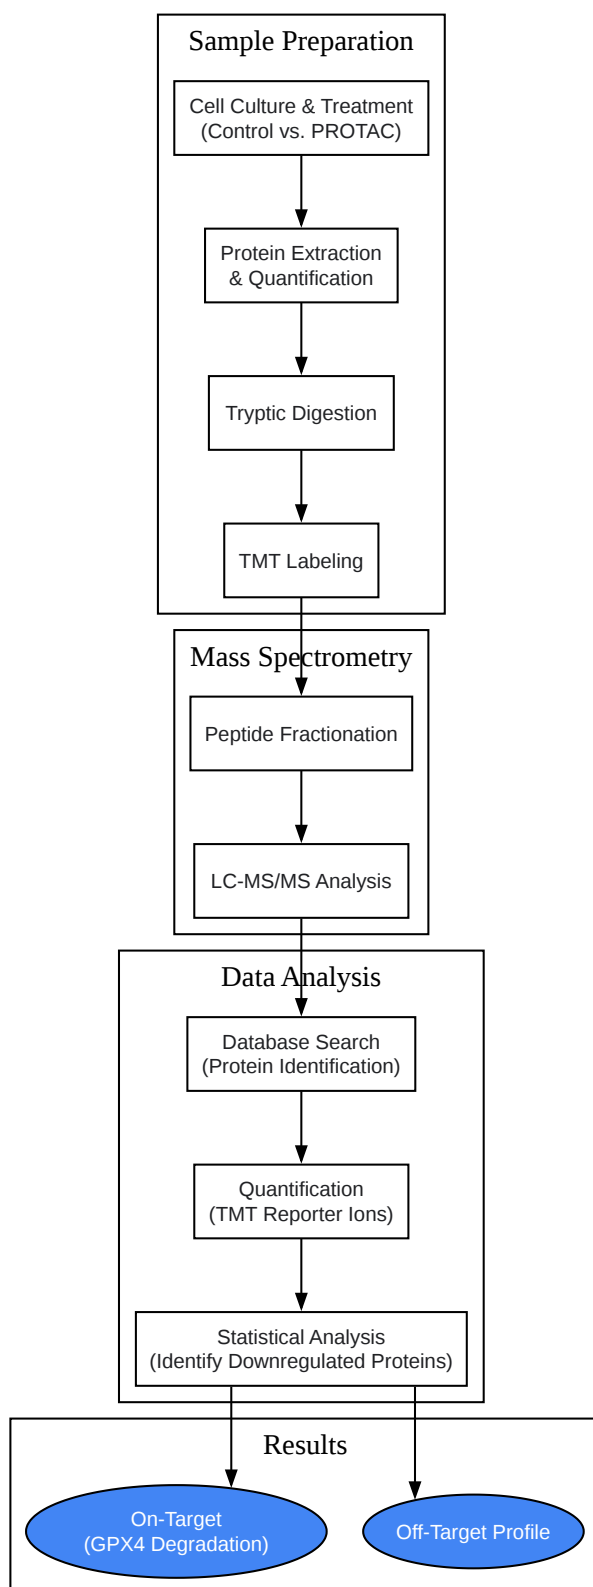 Sample Preparation
Cell Culture & Treatment
(Control vs. PROTAC)
Protein Extraction
& Quantification
Tryptic Digestion
TMT Labeling
Mass Spectrometry
Peptide Fractionation
LC-MS/MS Analysis
Data Analysis
Database Search
(Protein Identification)
Quantification
(TMT Reporter Ions)
Statistical Analysis
(Identify Downregulated Proteins)
Results
On-Target
(GPX4 Degradation)
Off-Target Profile